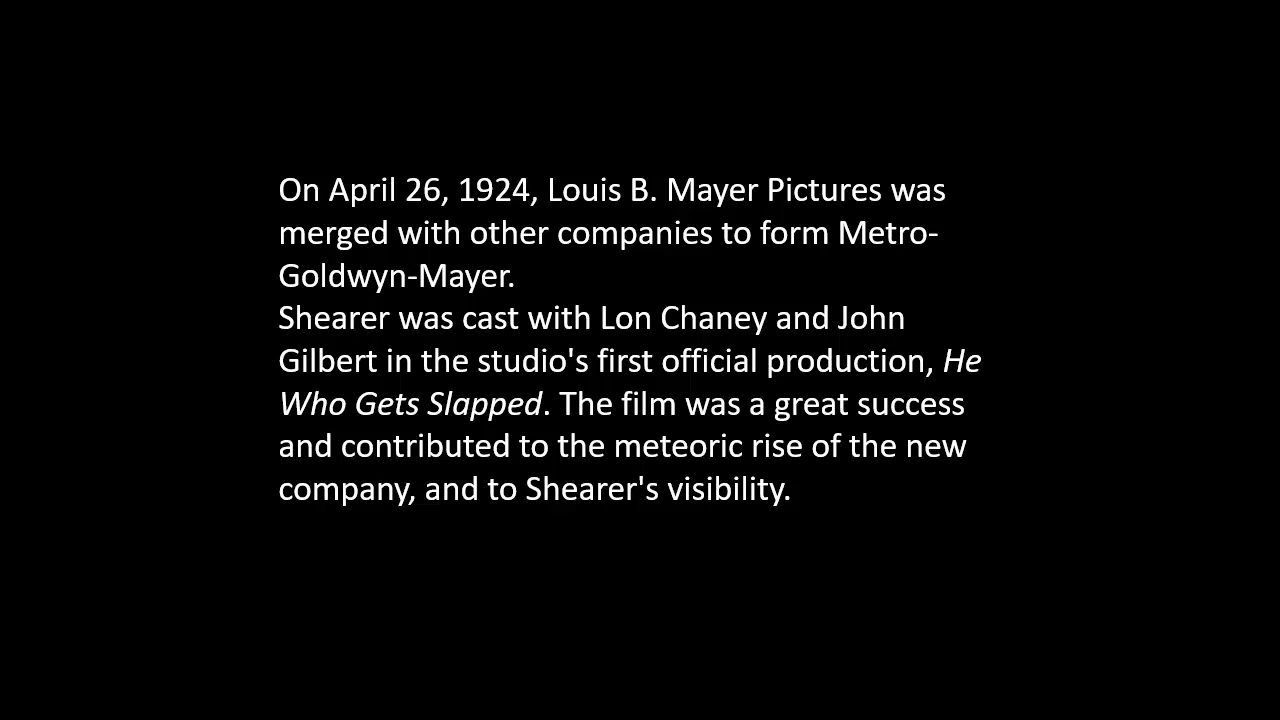 On April 26, 1924, Louis B. Mayer Pictures was
merged with other companies to form Metro-
Goldwyn-Mayer.
Shearer was cast with Lon Chaney and John
Gilbert in the studio's first official production, He
Who Gets Slapped. The film was a great success
and contributed to the meteoric rise of the new
company, and to Shearer's visibility.